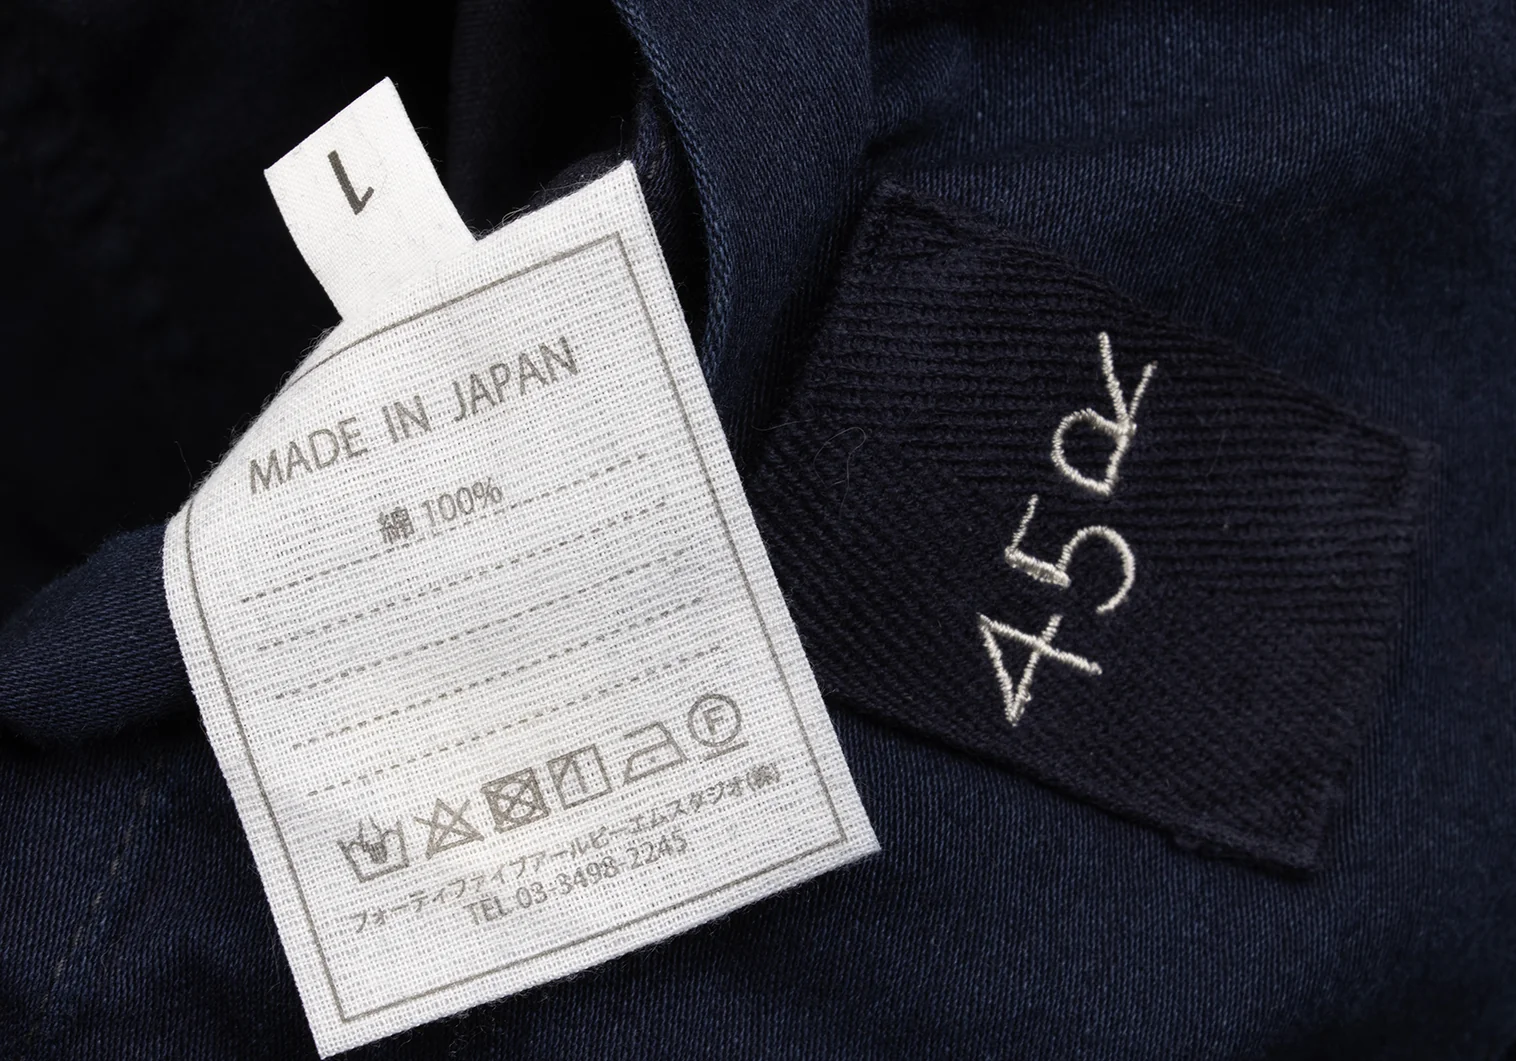 1
MADE IN JAPAN
綿 100%
F
フォーティファイブアールピーエムスタジオ(株)
TEL 03-3498-2245
45R